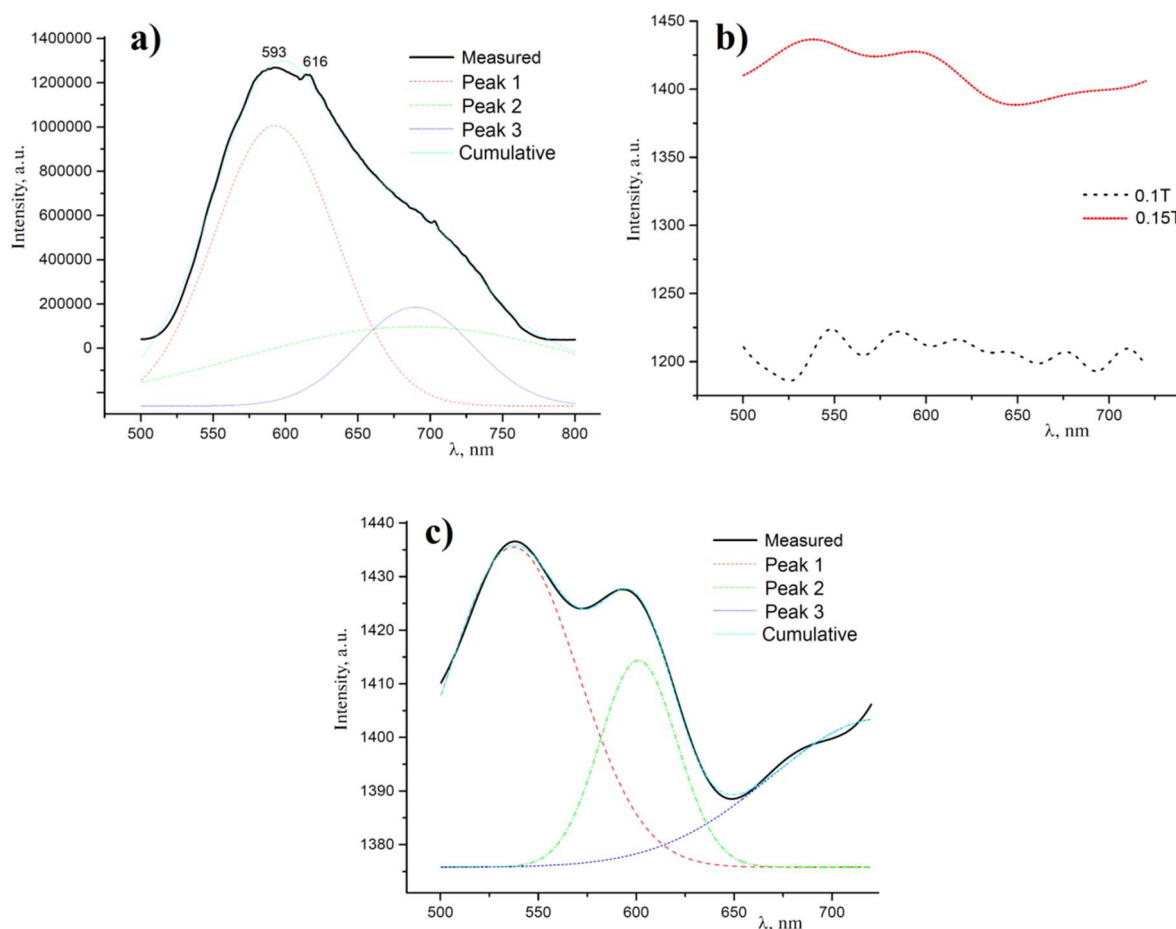 a)
593
616
Measured
Peak 1
Peak 2
Peak 3
Cumulative
1400000
1300000
1000000
800000
600000
400000
200000
0
Intensity, a.u.
500
550
600
650
700
750
800
λ, nm
b)
1450
1400
1450
1300
1250
1200
Intensity, a.u.
0.1T
0.15T
500
550
600
650
700
λ, nm
c)
Measured
Peak 1
Peak 2
Peak 3
Cumulative
1440
1430
1420
1410
1400
1390
1380
Intensity, a.u.
500
550
600
650
700
λ, nm